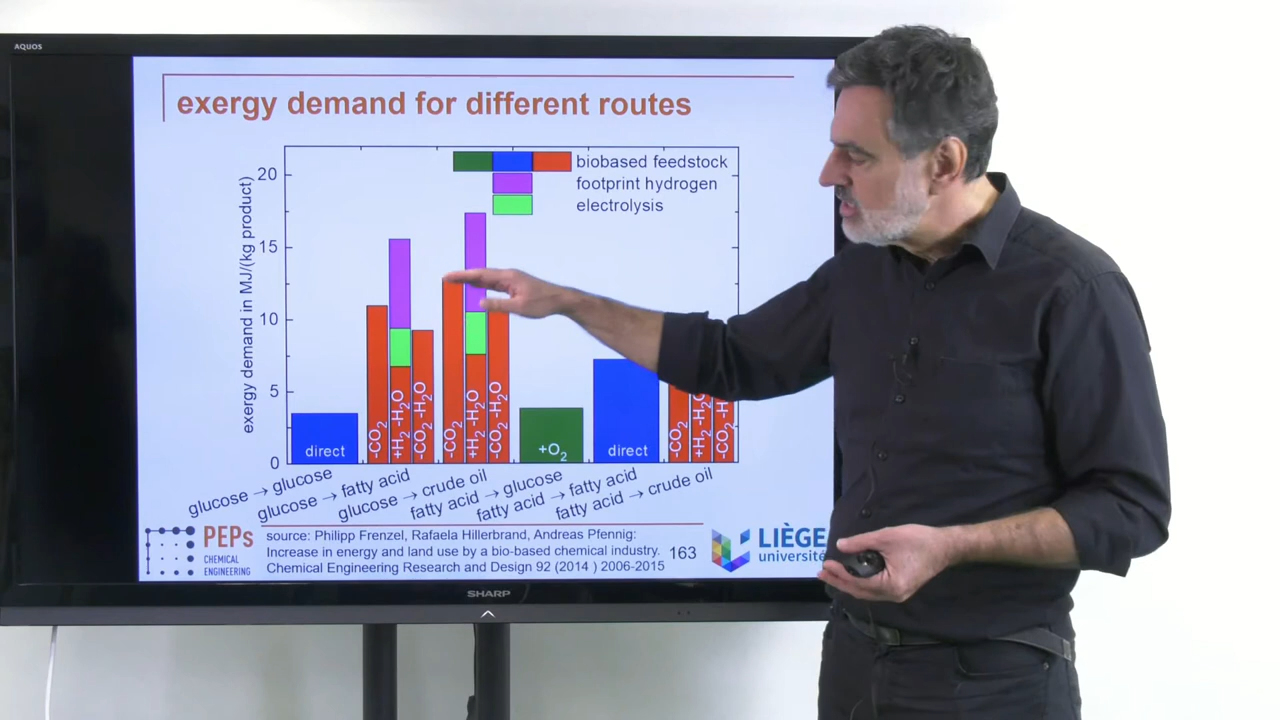 AQUOS
exergy demand for different routes
exergy demand in MJ/(kg product)
20
15
10
5
0
biobased feedstock
footprint hydrogen
electrolysis
direct
-CO₂
+H₂ -H₂O
-CO₂ -H₂O
-CO₂
+H₂ -H₂O
-CO₂ -H₂O
+O₂
direct
-CO₂
glucose → glucose
glucose → fatty acid
glucose → crude oil
fatty acid → glucose
fatty acid → fatty acid
fatty acid → crude oil
PEPs
CHEMICAL
ENGINEERING
source: Philipp Frenzel, Rafaela Hillerbrand, Andreas Pfennig:
Increase in energy and land use by a bio-based chemical industry.
Chemical Engineering Research and Design 92 (2014 ) 2006-2015
163
LIÈGE
université
SHARP